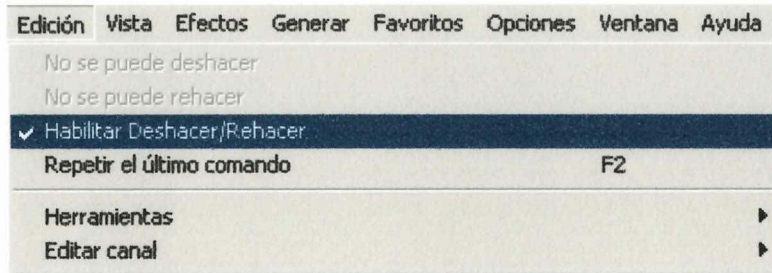 Edición Vista Efectos Generar Favoritos Opciones Ventana Ayuda
No se puede deshacer
No se puede rehacer
Habilitar Deshacer/Rehacer
Repetir el último comando F2
Herramientas
Editar canal